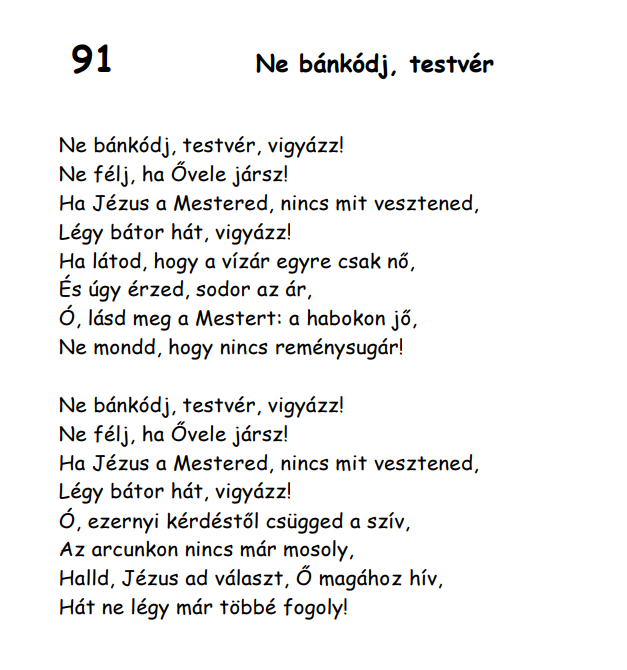 91 Ne bánkódj, testvér
Ne bánkódj, testvér, vigyázz!
Ne félj, ha Ővele jársz!
Ha Jézus a Mestered, nincs mit vesztened,
Légy bátor hát, vigyázz!
Ha látod, hogy a vízár egyre csak nő,
És úgy érzed, sodor az ár,
Ó, lásd meg a Mestert: a habokon jő,
Ne mondd, hogy nincs reménysugár!
Ne bánkódj, testvér, vigyázz!
Ne félj, ha Ővele jársz!
Ha Jézus a Mestered, nincs mit vesztened,
Légy bátor hát, vigyázz!
Ó, ezernyi kérdéstől csügged a szív,
Az arcunkon nincs már mosoly,
Halld, Jézus ad választ, Ő magához hív,
Hát ne légy már többé fogoly!